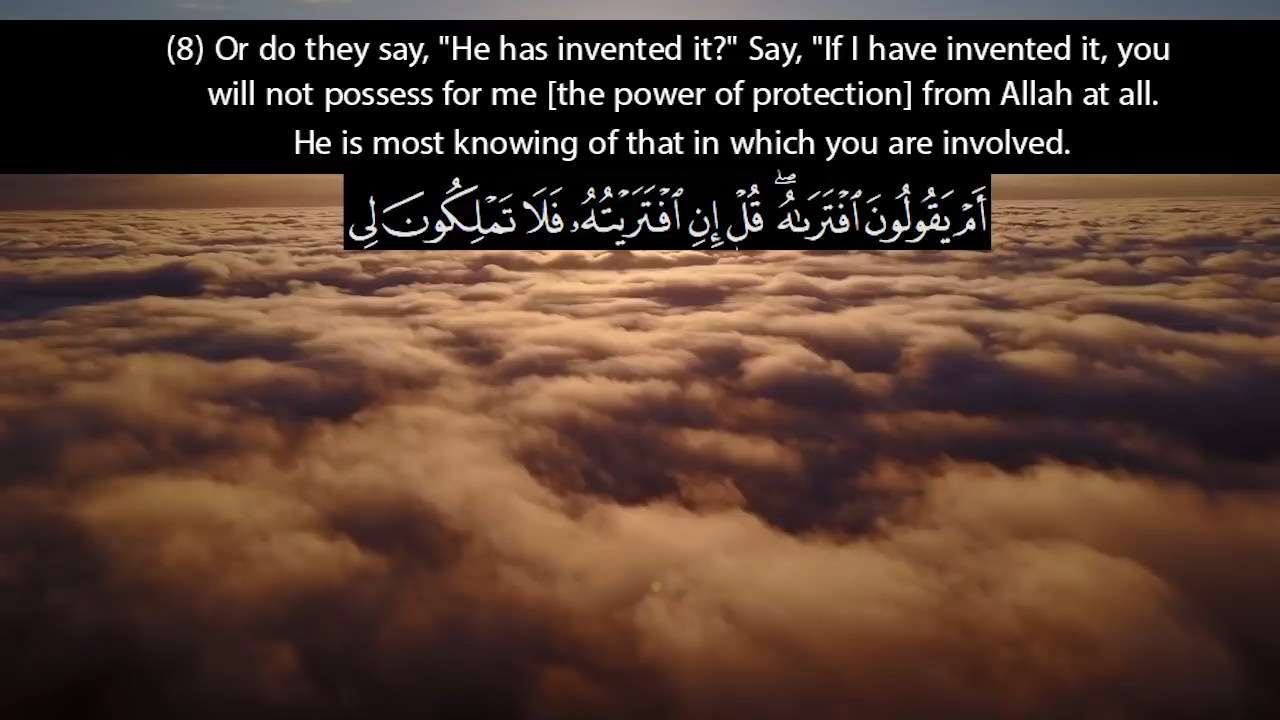 (8) Or do they say, "He has invented it?" Say, "If I have invented it, you
will not possess for me [the power of protection] from Allah at all.
He is most knowing of that in which you are involved.
أَمْ يَقُولُونَ ٱفْتَرَىٰهُ ۖ قُلْ إِنِ ٱفْتَرَيْتُهُۥ فَلَا تَمْلِكُونَ لِى